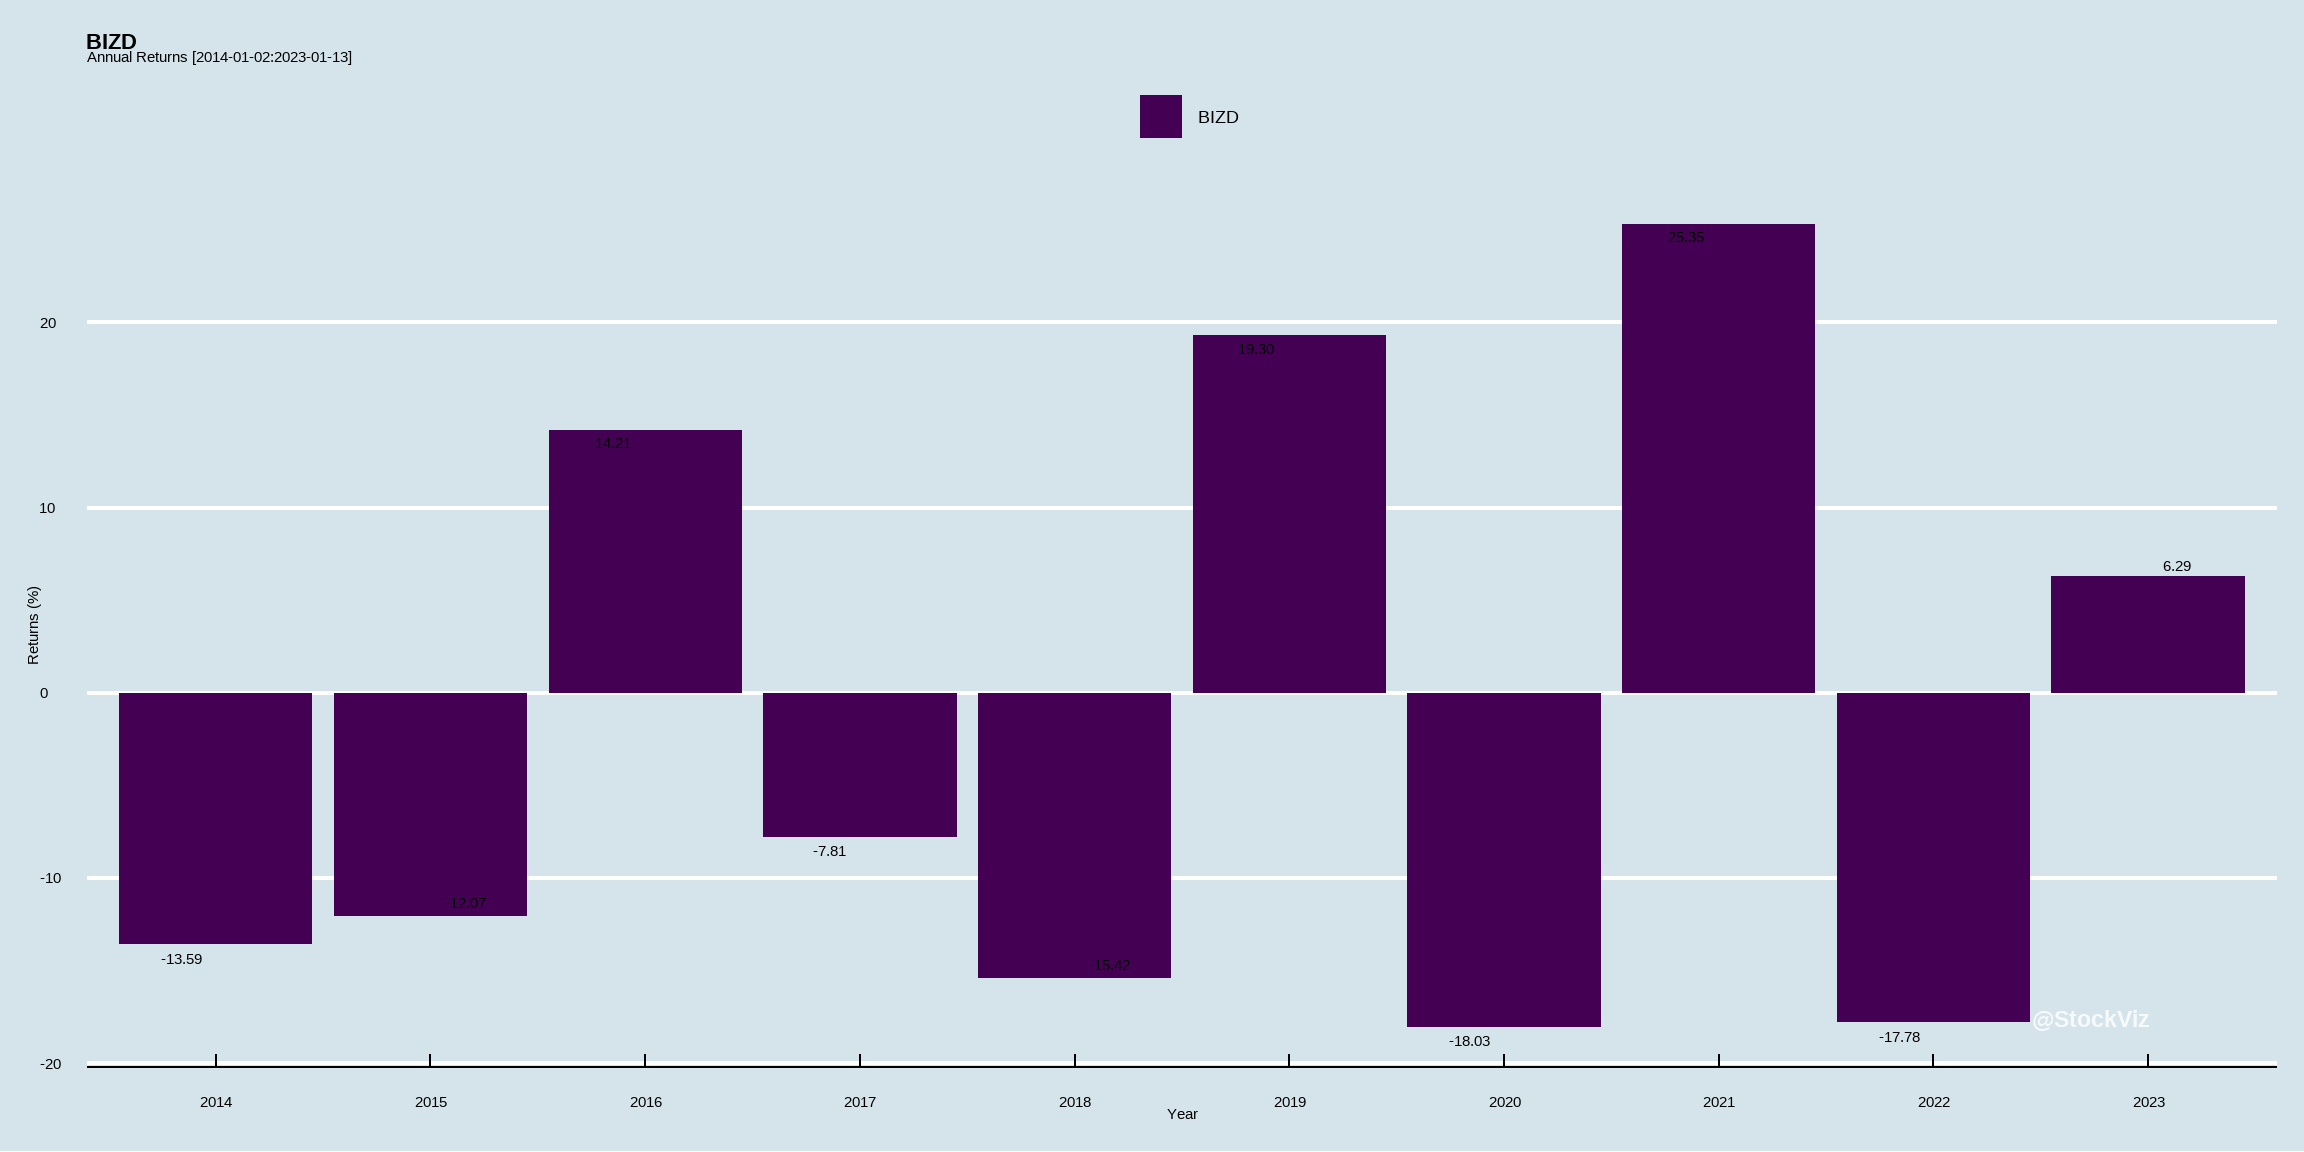 BIZD
Annual Returns [2014-01-02:2023-01-13]
BIZD
25.35
20
19.30
14.21
10
6.29
Returns (%)
0
-7.81
-10
-12.07
-13.59
-15.42
@StockViz
-17.78
-18.03
-20
2014 2015 2016 2017 2018 2019 2020 2021 2022 2023
Year